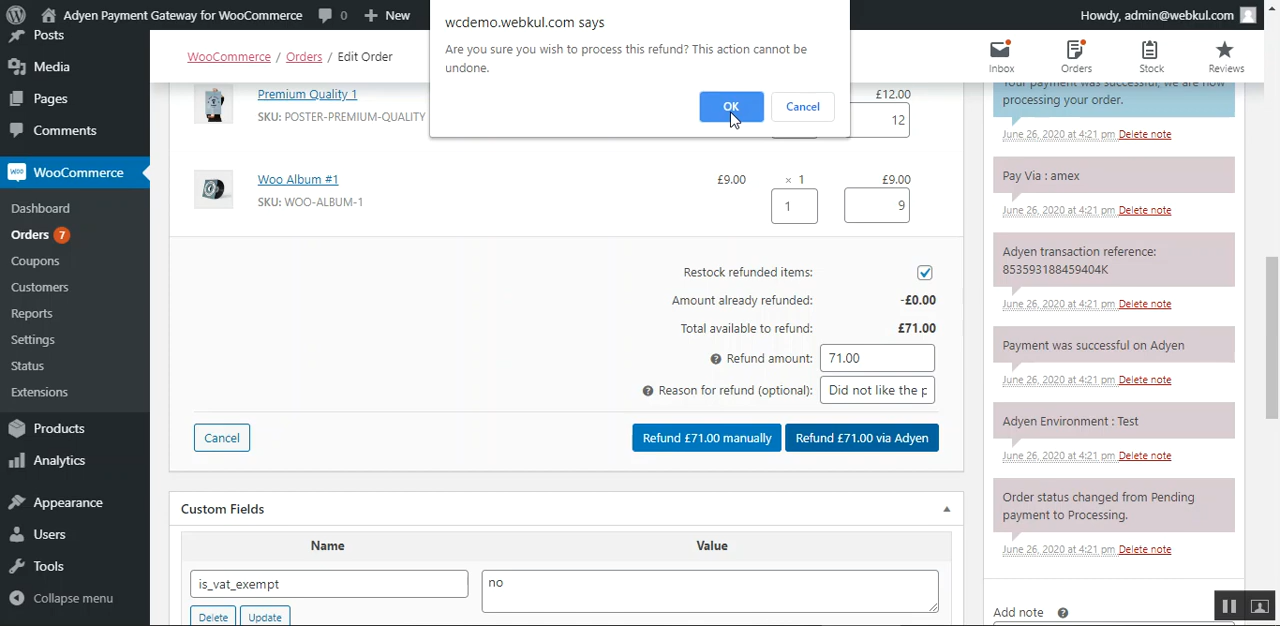 Adyen Payment Gateway for WooCommerce 0 New
Howdy, admin@webkul.com
wcdemo.webkul.com says
Are you sure you wish to process this refund? This action cannot be
undone.
OK
Cancel
Posts
Media
Pages
Comments
WooCommerce
Dashboard
Orders 7
Coupons
Customers
Reports
Settings
Status
Extensions
Products
Analytics
Appearance
Users
Tools
Collapse menu
WooCommerce / Orders / Edit Order
Inbox
Orders
Stock
Reviews
Premium Quality 1
SKU: POSTER-PREMIUM-QUALITY
£12.00
12
Woo Album #1
SKU: WOO-ALBUM-1
£9.00 × 1 £9.00
1 9
Restock refunded items:
Amount already refunded: -£0.00
Total available to refund: £71.00
Refund amount: 71.00
Reason for refund (optional): Did not like the p
Cancel
Refund £71.00 manually
Refund £71.00 via Adyen
Custom Fields
Name Value
is_vat_exempt no
Delete Update
Your payment was successful, we are now
processing your order.
June 26, 2020 at 4:21 pm Delete note
Pay Via : amex
June 26, 2020 at 4:21 pm Delete note
Adyen transaction reference:
853593188459404K
June 26, 2020 at 4:21 pm Delete note
Payment was successful on Adyen
June 26, 2020 at 4:21 pm Delete note
Adyen Environment : Test
June 26, 2020 at 4:21 pm Delete note
Order status changed from Pending
payment to Processing.
June 26, 2020 at 4:21 pm Delete note
Add note